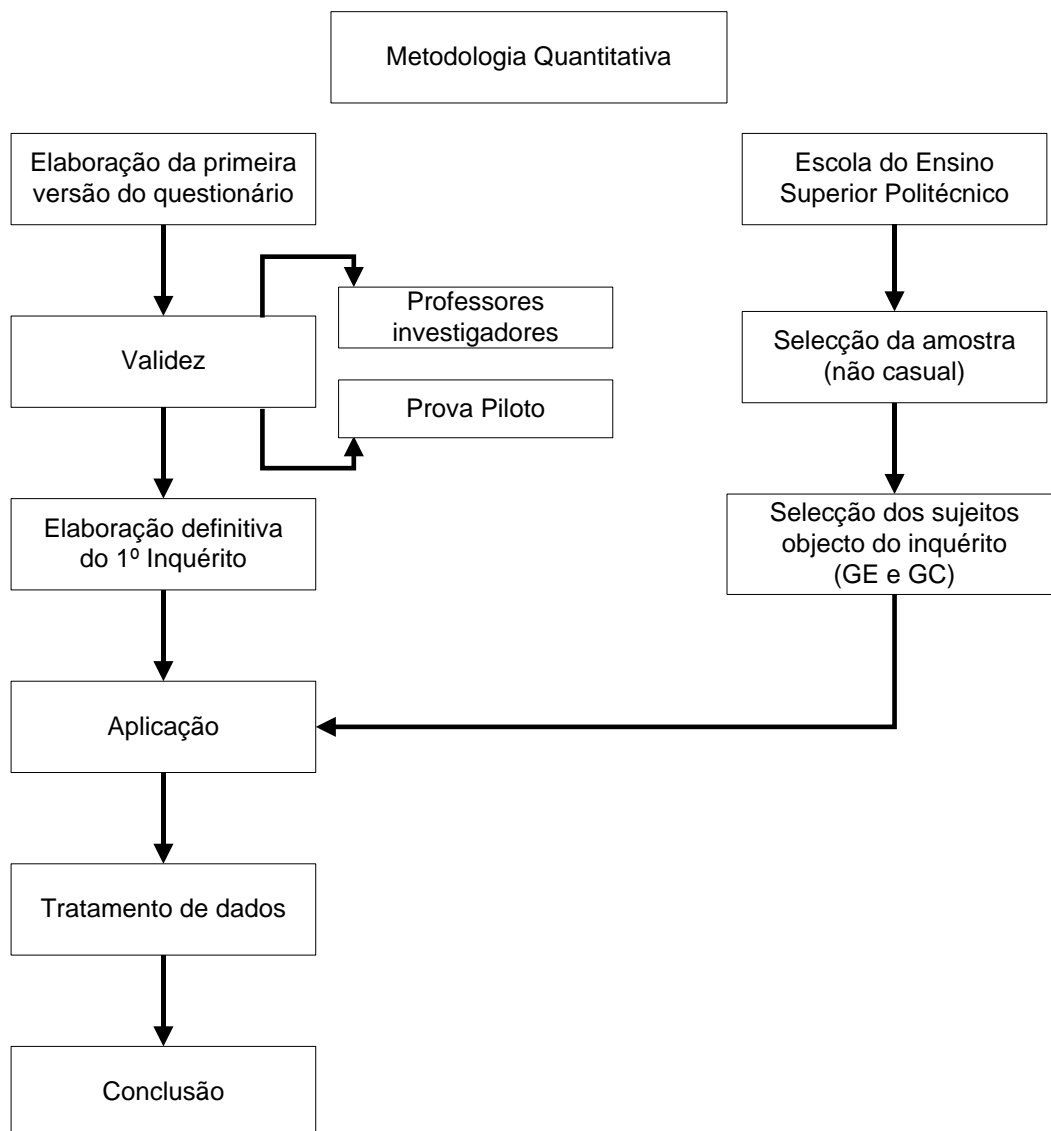 Metodologia Quantitativa
Elaboração da primeira
versão do questionário
Escola do Ensino
Superior Politécnico
Professores
investigadores
Validez
Selecção da amostra
(não casual)
Prova Piloto
Elaboração definitiva
do 1º Inquérito
Selecção dos sujeitos
objecto do inquérito
(GE e GC)
Aplicação
Tratamento de dados
Conclusão